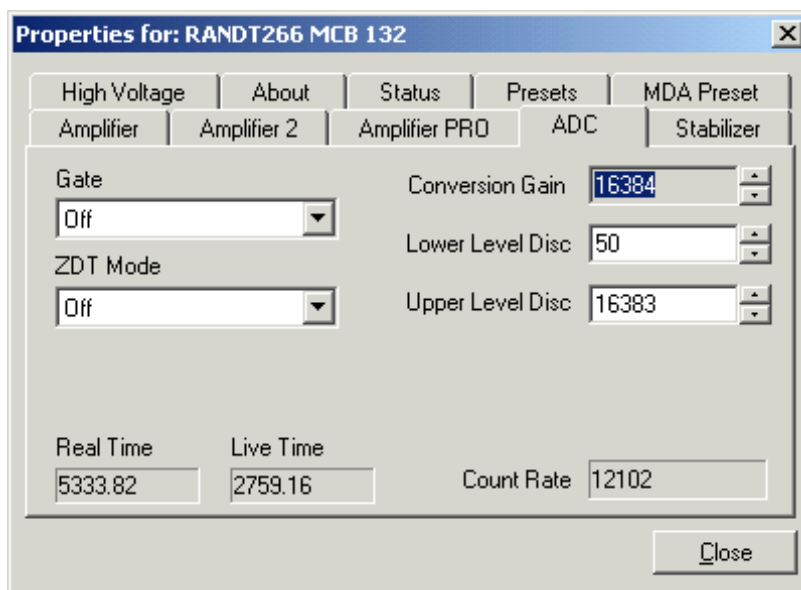 Properties for: RANDT266 MCB 132
High Voltage About Status Presets MDA Preset
Amplifier Amplifier 2 Amplifier PRO ADC Stabilizer
Gate
Off
ZDT Mode
Off
Conversion Gain 16384
Lower Level Disc 50
Upper Level Disc 16383
Real Time Live Time
5333.82 2759.16
Count Rate 12102
Close